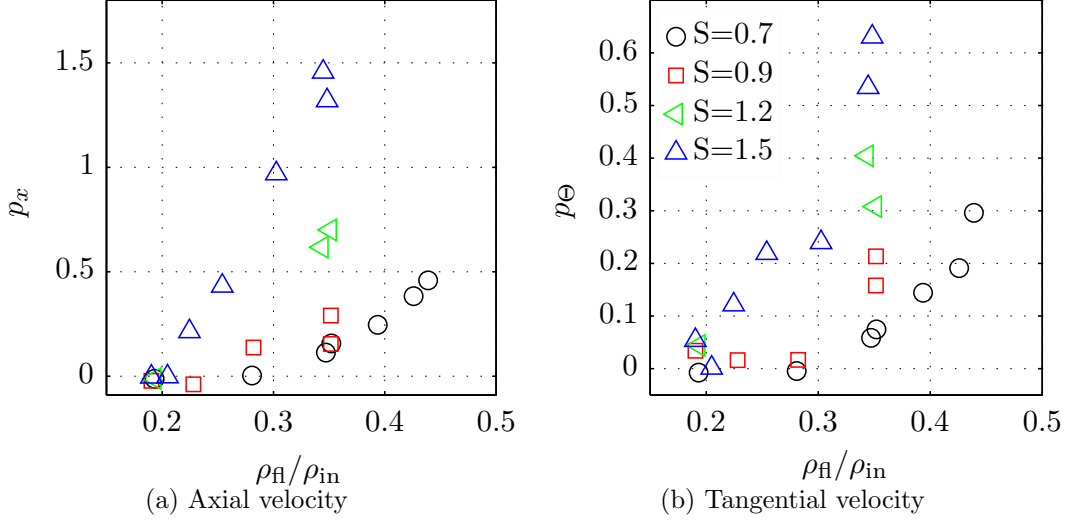 1.5
1
0.5
0
p_x
0.2 0.3 0.4 0.5
ρ_fl/ρ_in
(a) Axial velocity
S=0.7
S=0.9
S=1.2
S=1.5
0.6
0.5
0.4
0.3
0.2
0.1
0
p_Θ
0.2 0.3 0.4 0.5
ρ_fl/ρ_in
(b) Tangential velocity